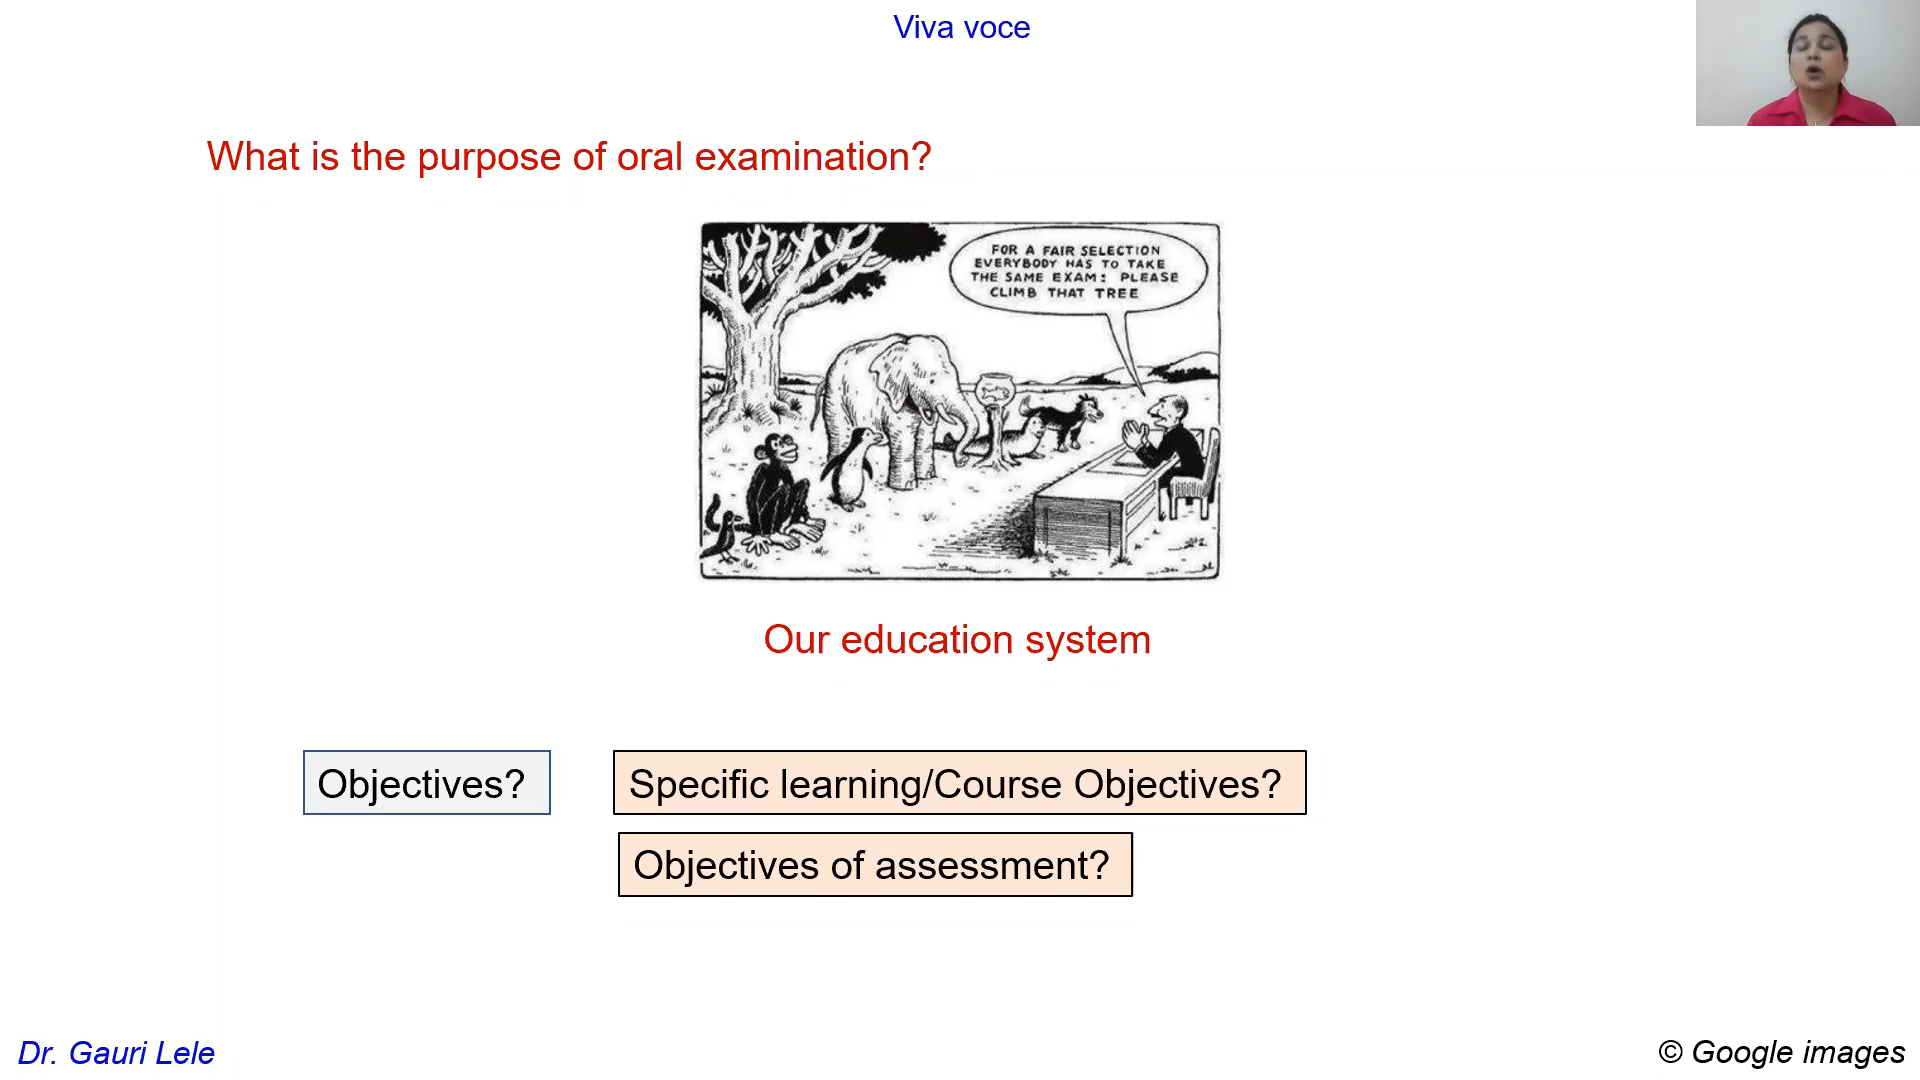 Viva voce
What is the purpose of oral examination?
FOR A FAIR SELECTION
EVERYBODY HAS TO TAKE
THE SAME EXAM: PLEASE
CLIMB THAT TREE
Our education system
Objectives?
Specific learning/Course Objectives?
Objectives of assessment?
Dr. Gauri Lele
© Google images